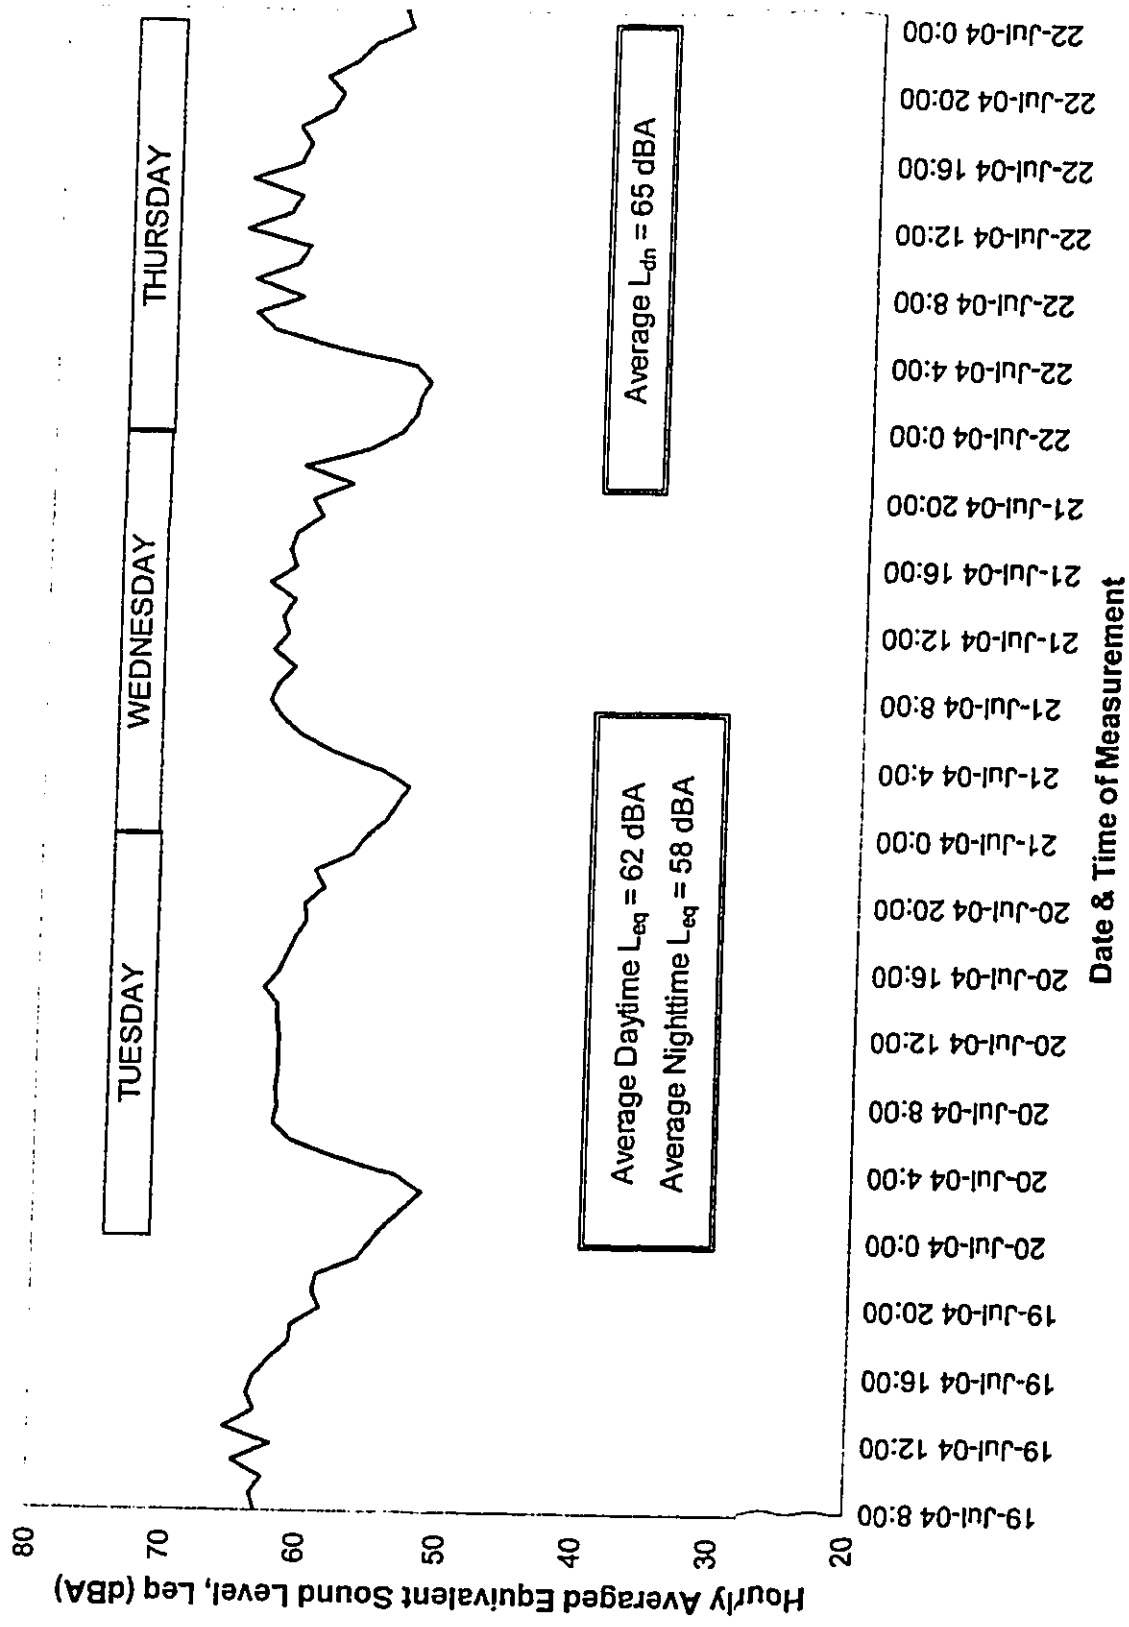 TUESDAY
WEDNESDAY
THURSDAY
Average Daytime Leq = 62 dBA
Average Nighttime Leq = 58 dBA
Average Ldn = 65 dBA
Hourly Averaged Equivalent Sound Level, Leq (dBA)
80
70
60
50
40
30
20
19-Jul-04 8:00
19-Jul-04 12:00
19-Jul-04 16:00
19-Jul-04 20:00
20-Jul-04 0:00
20-Jul-04 4:00
20-Jul-04 8:00
20-Jul-04 12:00
20-Jul-04 16:00
20-Jul-04 20:00
21-Jul-04 0:00
21-Jul-04 4:00
21-Jul-04 8:00
21-Jul-04 12:00
21-Jul-04 16:00
21-Jul-04 20:00
22-Jul-04 0:00
22-Jul-04 4:00
22-Jul-04 8:00
22-Jul-04 12:00
22-Jul-04 16:00
22-Jul-04 20:00
22-Jul-04 0:00
Date & Time of Measurement